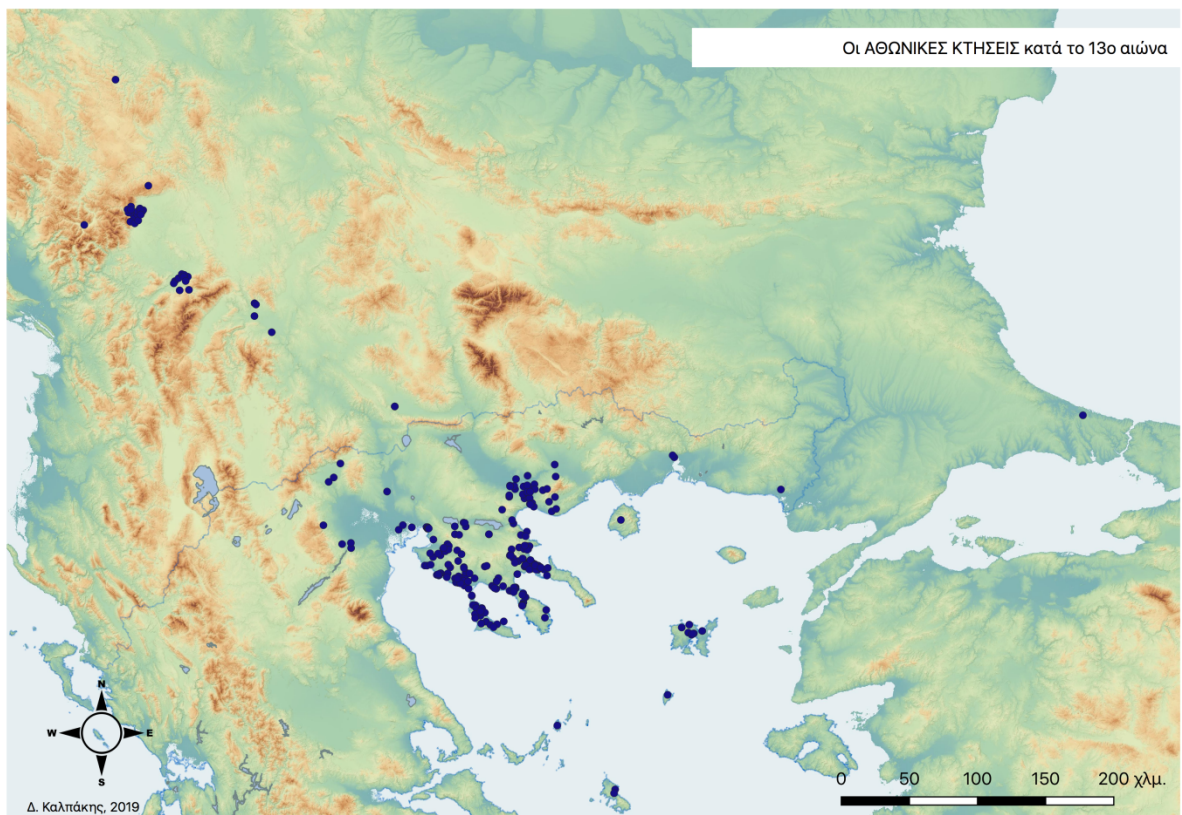 Οι ΑΘΩΝΙΚΕΣ ΚΤΗΣΕΙΣ κατά το 13ο αιώνα
N
W E
S
0 50 100 150 200 χλμ.
Δ. Καλπάκης, 2019